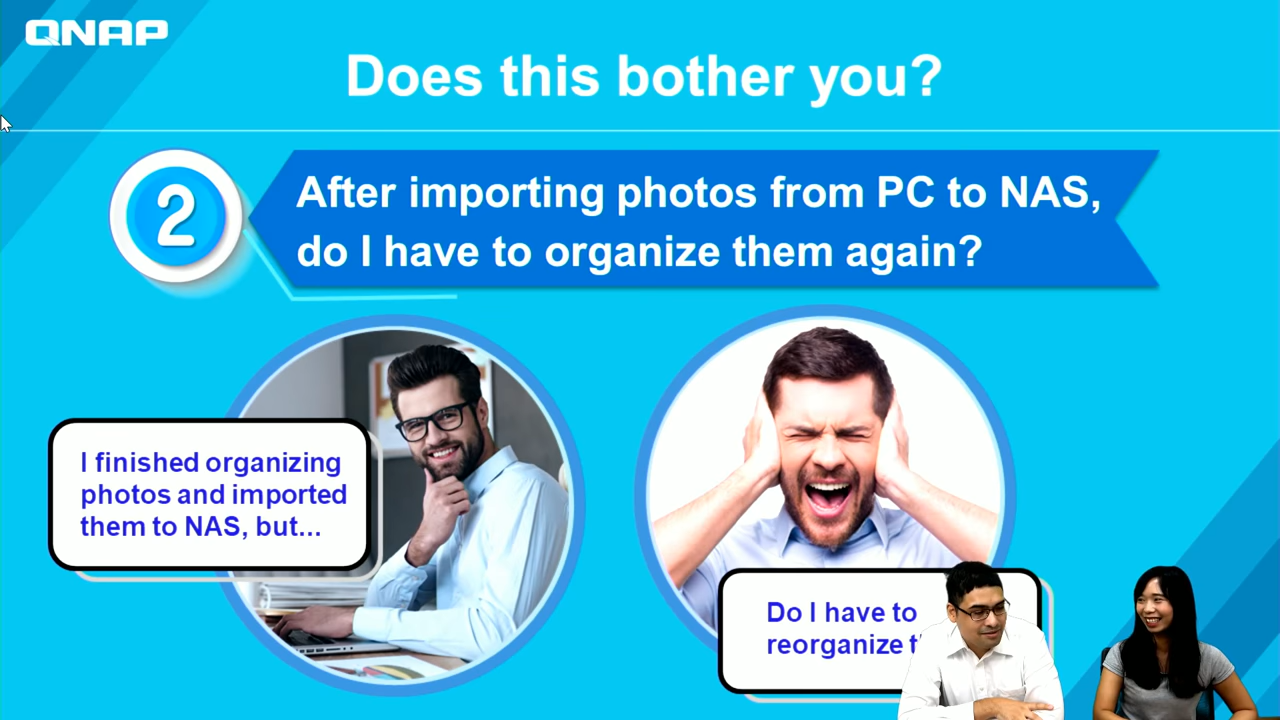 QNAP
Does this bother you?
2
After importing photos from PC to NAS,
do I have to organize them again?
I finished organizing
photos and imported
them to NAS, but...
Do I have to
reorganize